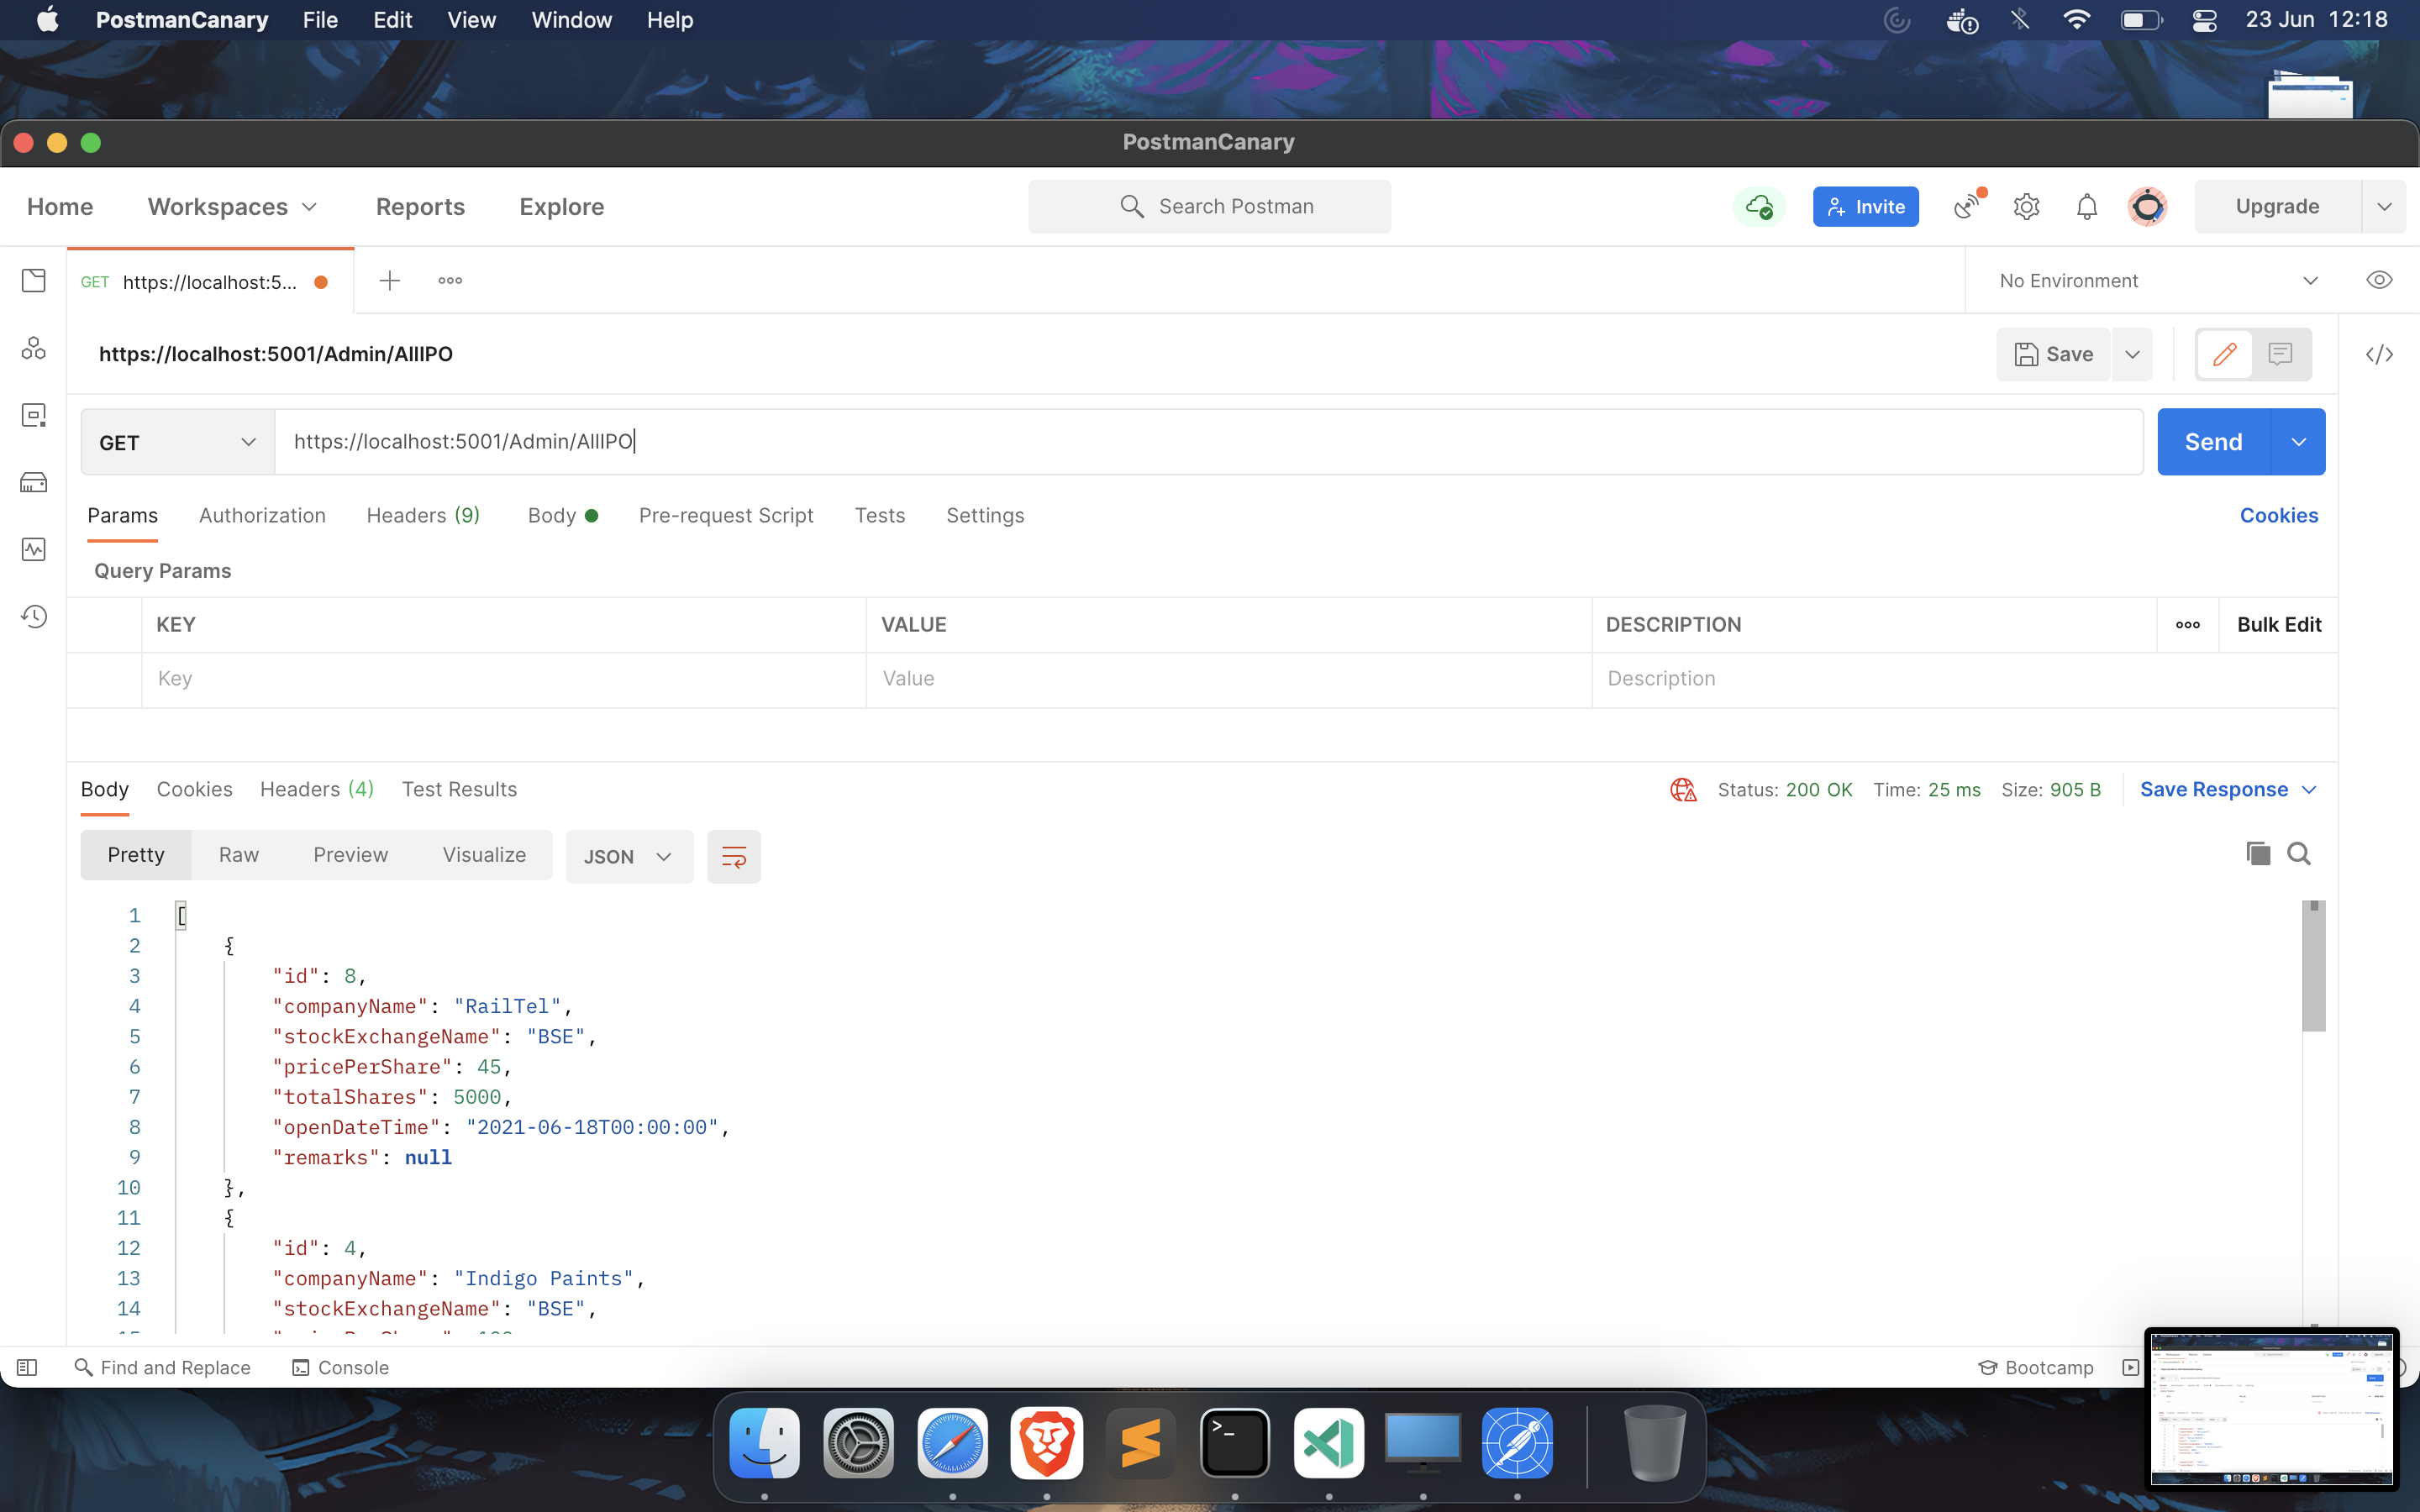 PostmanCanary File Edit View Window Help 23 Jun 12:18
PostmanCanary
Home Workspaces Reports Explore Search Postman Invite Upgrade
GET https://localhost:5... No Environment
https://localhost:5001/Admin/AllIPO Save
GET https://localhost:5001/Admin/AllIPO Send
Params Authorization Headers (9) Body Pre-request Script Tests Settings Cookies
Query Params
KEY VALUE DESCRIPTION Bulk Edit
Key Value Description
Body Cookies Headers (4) Test Results Status: 200 OK Time: 25 ms Size: 905 B Save Response
Pretty Raw Preview Visualize JSON
1 [
2 {
3 "id": 8,
4 "companyName": "RailTel",
5 "stockExchangeName": "BSE",
6 "pricePerShare": 45,
7 "totalShares": 5000,
8 "openDateTime": "2021-06-18T00:00:00",
9 "remarks": null
10 },
11 {
12 "id": 4,
13 "companyName": "Indigo Paints",
14 "stockExchangeName": "BSE",
Find and Replace Console Bootcamp